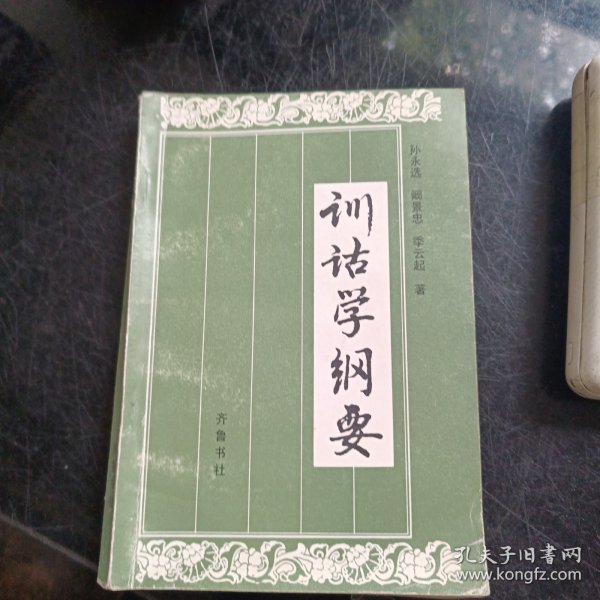 孙永选 阚景忠 季云起 著
训诂学纲要
齐鲁书社
孔夫子旧书网
www.kongfz.com